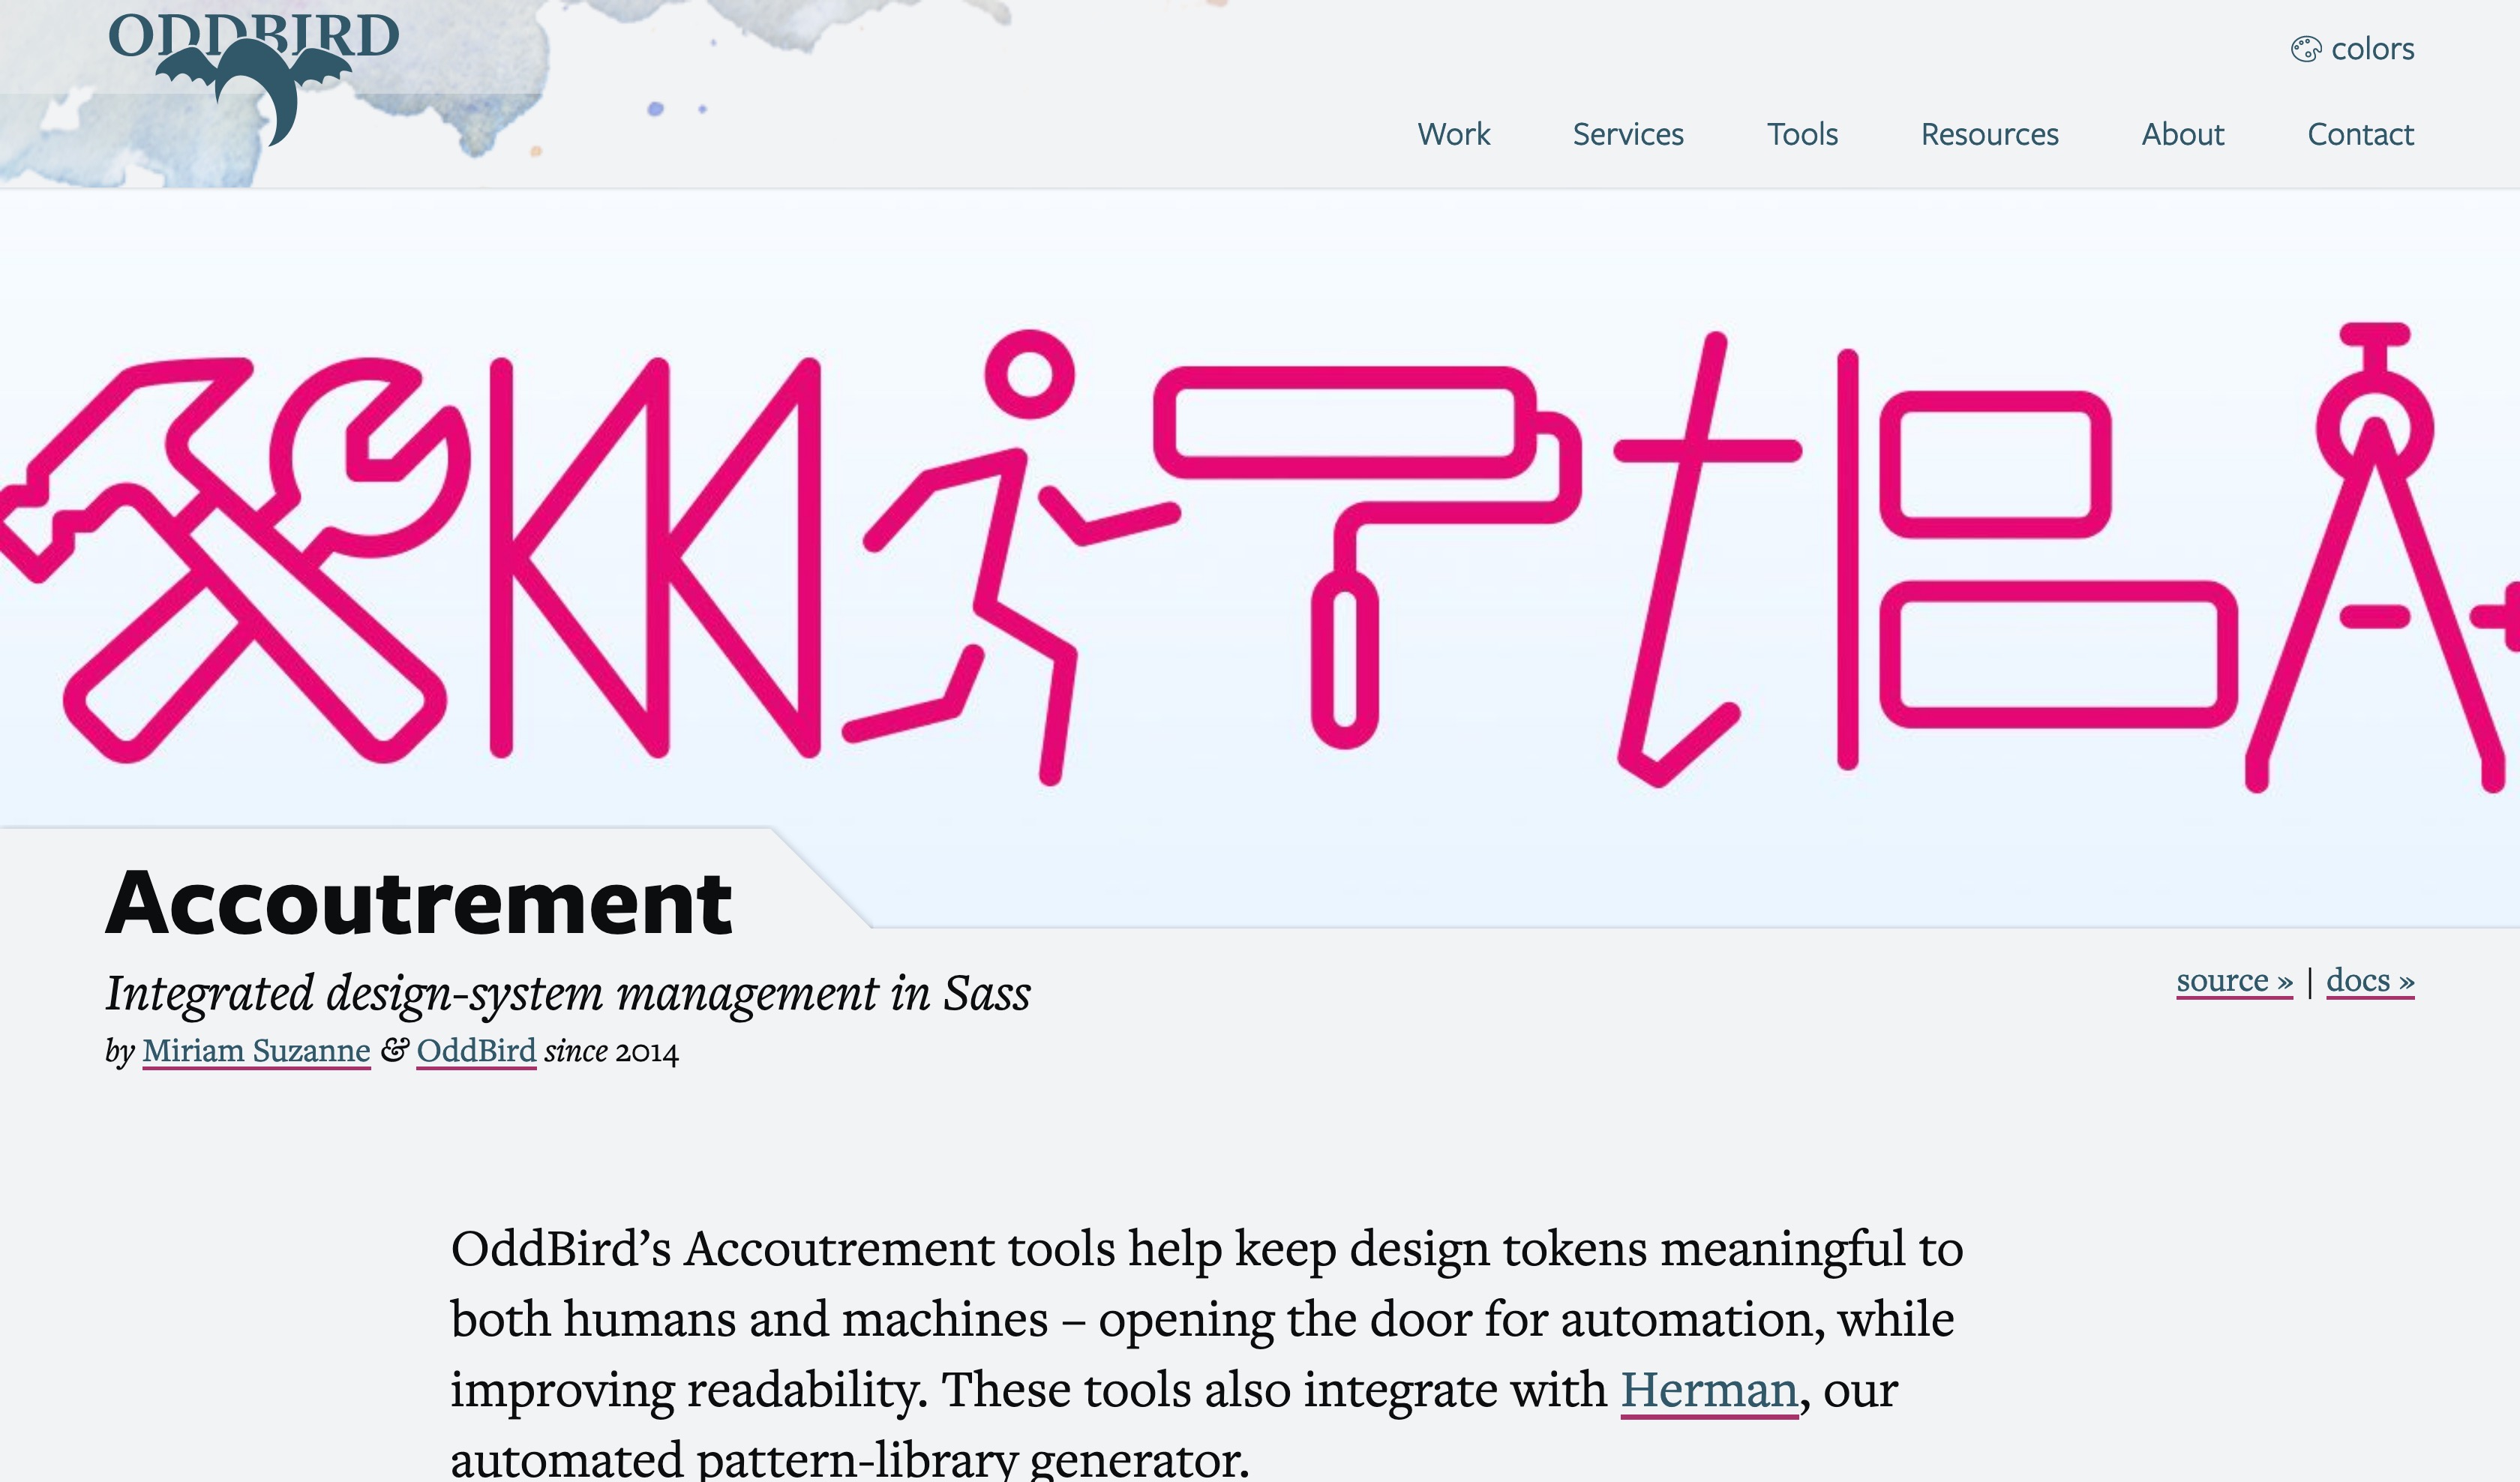 ODDBIRD
colors
Work Services Tools Resources About Contact
Accoutrement
Integrated design-system management in Sass
source » | docs »
by Miriam Suzanne & OddBird since 2014
OddBird’s Accoutrement tools help keep design tokens meaningful to
both humans and machines – opening the door for automation, while
improving readability. These tools also integrate with Herman, our
automated pattern-library generator.